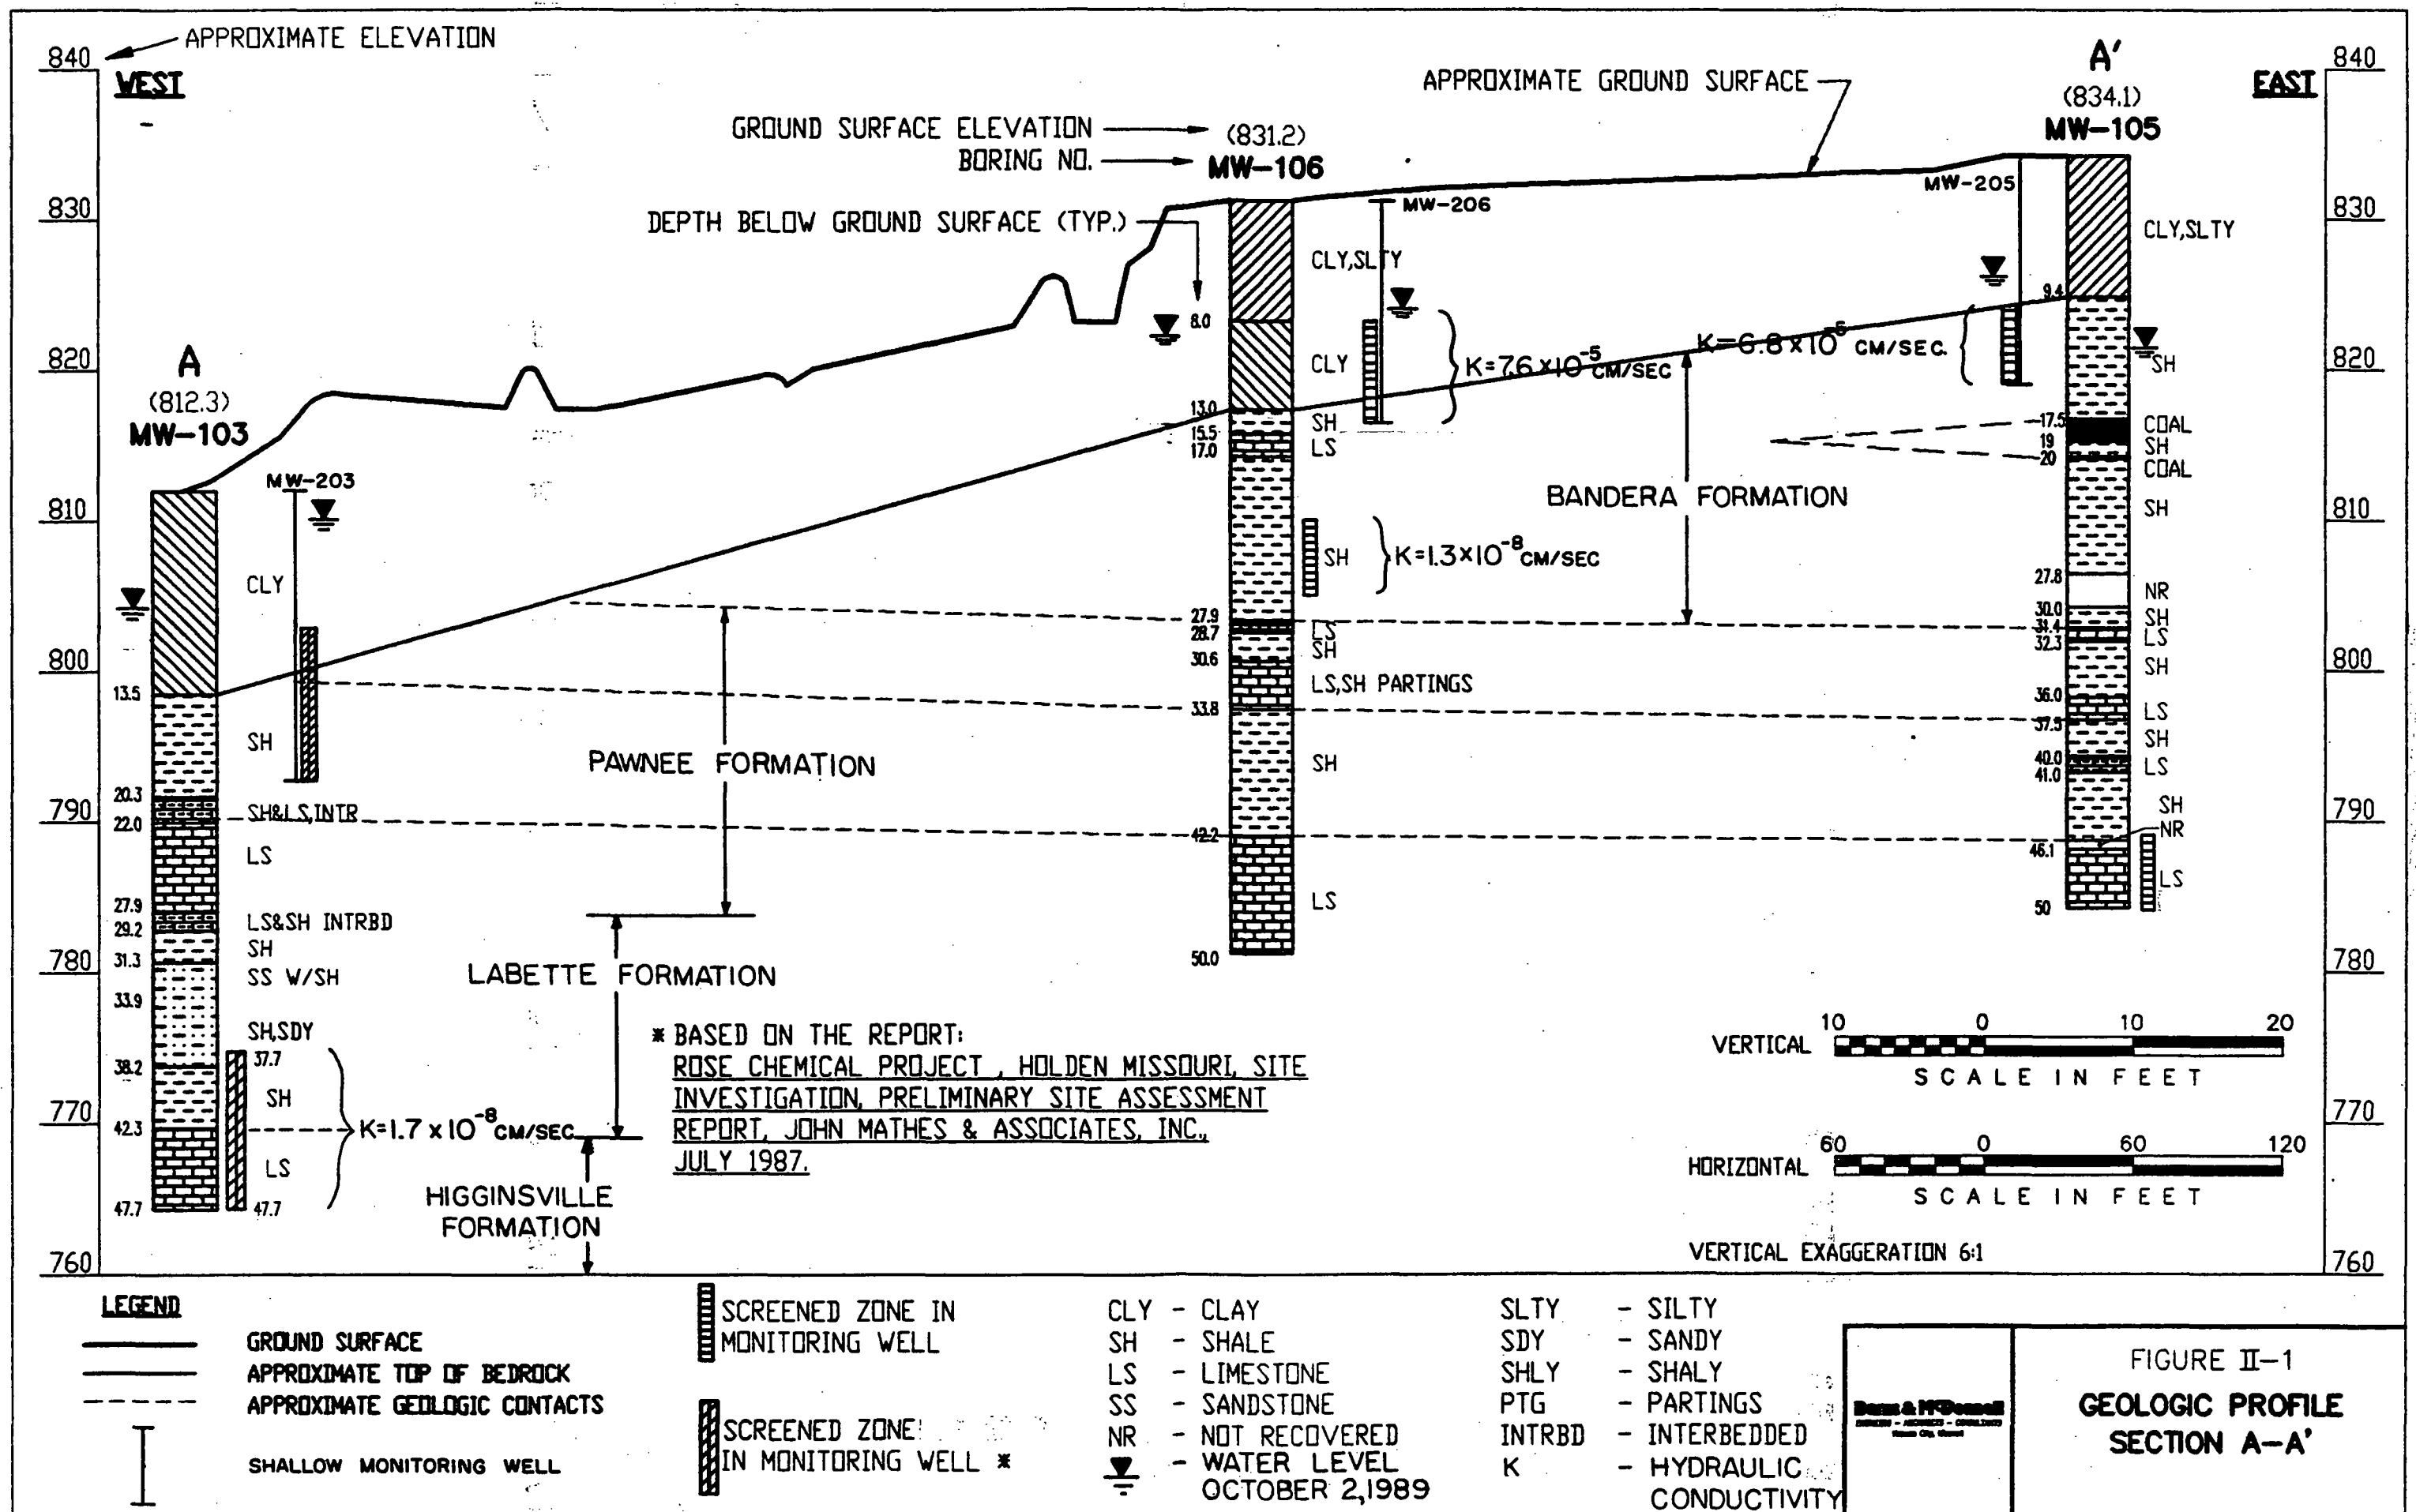 APPROXIMATE ELEVATION
840
830
820
810
800
790
780
770
760
WEST
A
(812.3)
MW-103
MW-203
CLY
13.5
SH
20.3
SH&LS,INTR
22.0
LS
27.9
LS&SH INTRBD
29.2
SH
31.3
SS W/SH
33.9
SH,SDY
37.7
38.2
SH
42.3
K=1.7 x 10-8 CM/SEC
LS
47.7
47.7
GROUND SURFACE ELEVATION
(831.2)
BORING NO.
MW-106
DEPTH BELOW GROUND SURFACE (TYP.)
MW-206
CLY,SLTY
8.0
CLY
K=7.6x10-5 CM/SEC
13.0
SH
15.5
LS
17.0
SH
K=1.3x10-8 CM/SEC
27.9
LS
28.7
SH
30.6
LS,SH PARTINGS
33.8
SH
42.2
LS
50.0
APPROXIMATE GROUND SURFACE
A'
(834.1)
MW-105
EAST
840
830
820
810
800
790
780
770
760
MW-205
CLY,SLTY
9.4
K=6.8x10-5 CM/SEC.
SH
17.5
COAL
19
SH
20
COAL
SH
27.8
NR
30.0
SH
31.4
LS
32.3
SH
36.0
LS
37.5
SH
40.0
LS
41.0
SH
NR
46.1
LS
50
BANDERA FORMATION
PAWNEE FORMATION
LABETTE FORMATION
HIGGINSVILLE
FORMATION
* BASED ON THE REPORT:
ROSE CHEMICAL PROJECT , HOLDEN MISSOURI, SITE
INVESTIGATION, PRELIMINARY SITE ASSESSMENT
REPORT, JOHN MATHES & ASSOCIATES, INC.,
JULY 1987.
10 0 10 20
VERTICAL
SCALE IN FEET
60 0 60 120
HORIZONTAL
SCALE IN FEET
VERTICAL EXAGGERATION 6:1
LEGEND
GROUND SURFACE
APPROXIMATE TOP OF BEDROCK
APPROXIMATE GEOLOGIC CONTACTS
SHALLOW MONITORING WELL
SCREENED ZONE IN
MONITORING WELL
SCREENED ZONE
IN MONITORING WELL *
CLY - CLAY
SH - SHALE
LS - LIMESTONE
SS - SANDSTONE
NR - NOT RECOVERED
- WATER LEVEL
OCTOBER 2,1989
SLTY - SILTY
SDY - SANDY
SHLY - SHALY
PTG - PARTINGS
INTRBD - INTERBEDDED
K - HYDRAULIC
CONDUCTIVITY
Burns & McDonnell
ENGINEERS - ARCHITECTS - CONSULTANTS
Kansas City, Missouri
FIGURE II-1
GEOLOGIC PROFILE
SECTION A-A'